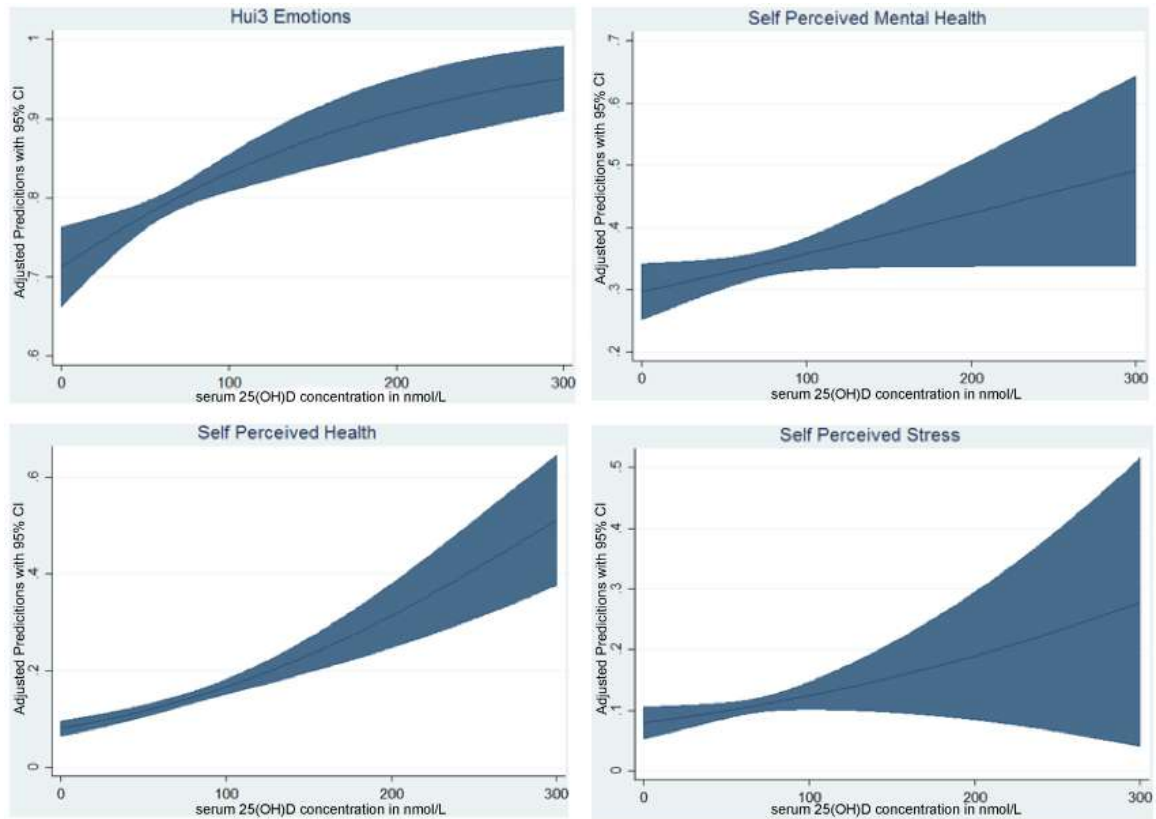 Hui3 Emotions
Adjusted Predicitions with 95% CI
1
.9
.8
.7
.6
0 100 200 300
serum 25(OH)D concentration in nmol/L
Self Perceived Mental Health
Adjusted Predicitions with 95% CI
.7
.6
.5
.4
.3
.2
0 100 200 300
serum 25(OH)D concentration in nmol/L
Self Perceived Health
Adjusted Predicitions with 95% CI
.6
.4
.2
0
0 100 200 300
serum 25(OH)D concentration in nmol/L
Self Perceived Stress
Adjusted Predicitions with 95% CI
.5
.4
.3
.2
.1
0
0 100 200 300
serum 25(OH)D concentration in nmol/L